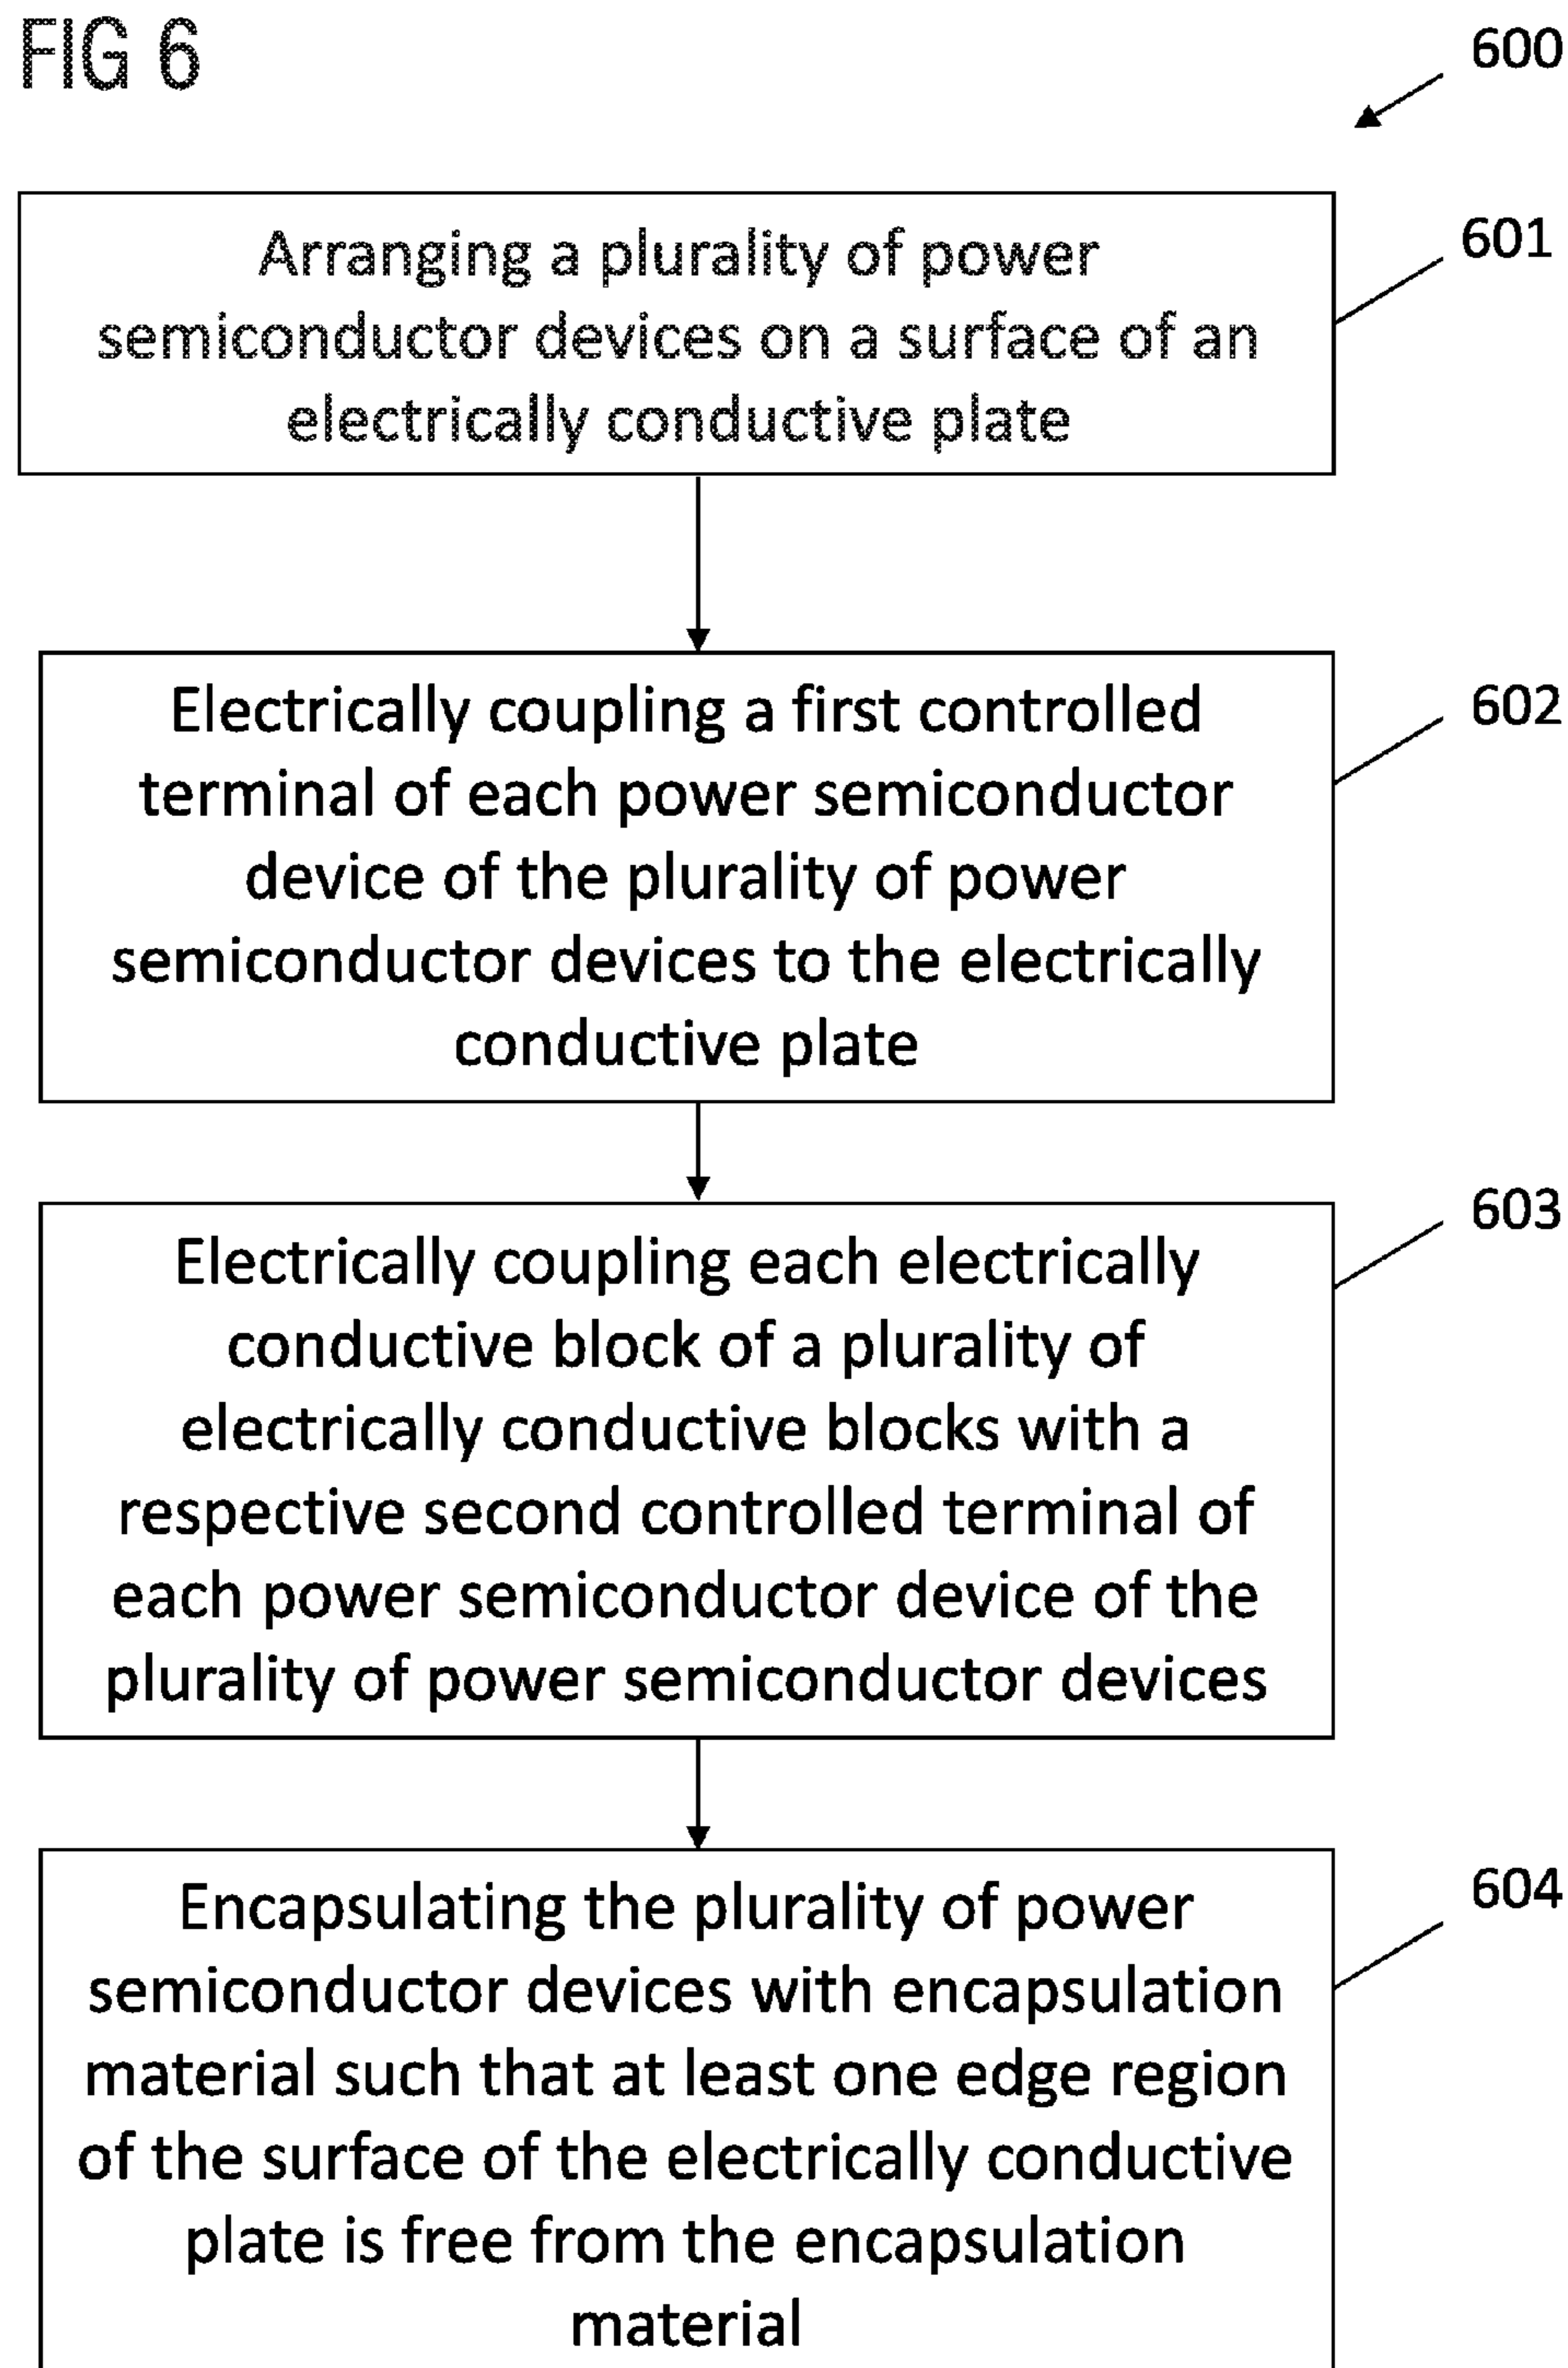 FIG 6
600
Arranging a plurality of power
semiconductor devices on a surface of an
electrically conductive plate
601
Electrically coupling a first controlled
terminal of each power semiconductor
device of the plurality of power
semiconductor devices to the electrically
conductive plate
602
Electrically coupling each electrically
conductive block of a plurality of
electrically conductive blocks with a
respective second controlled terminal of
each power semiconductor device of the
plurality of power semiconductor devices
603
Encapsulating the plurality of power
semiconductor devices with encapsulation
material such that at least one edge region
of the surface of the electrically conductive
plate is free from the encapsulation
material
604